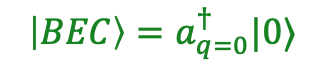 |BEC⟩ = a†q=0|0⟩